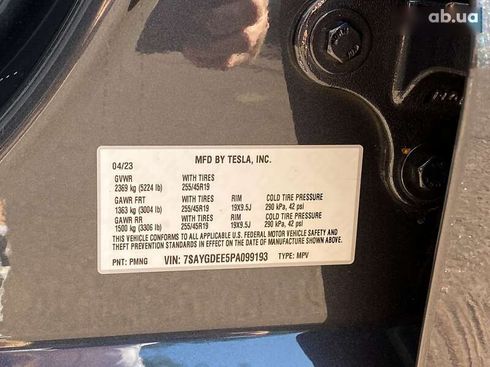 ab.ua
MFD BY TESLA, INC.
04/23
GVWR WITH TIRES
2369 kg (5224 lb) 255/45R19
GAWR FRT WITH TIRES RIM COLD TIRE PRESSURE
1363 kg (3004 lb) 255/45R19 19X9.5J 290 kPa, 42 psi
GAWR RR WITH TIRES RIM COLD TIRE PRESSURE
1500 kg (3306 lb) 255/45R19 19X9.5J 290 kPa, 42 psi
THIS VEHICLE CONFORMS TO ALL APPLICABLE U.S. FEDERAL MOTOR VEHICLE SAFETY AND
THEFT PREVENTION STANDARDS IN EFFECT ON THE DATE OF MANUFACTURE SHOWN ABOVE.
PNT: PMNG VIN: 7SAYGDEE5PA099193 TYPE: MPV